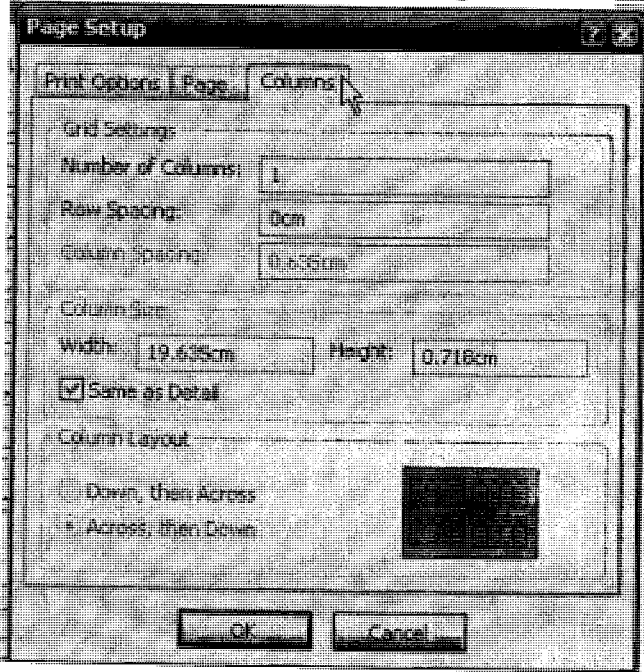 Page Setup
Print Options Page Columns
Grid Settings
Number of Columns: 1
Row Spacing: 0cm
Column Spacing: 0.635cm
Column Size
Width: 19.635cm Height: 0.718cm
Same as Detail
Column Layout
Down, then Across
Across, then Down
OK Cancel